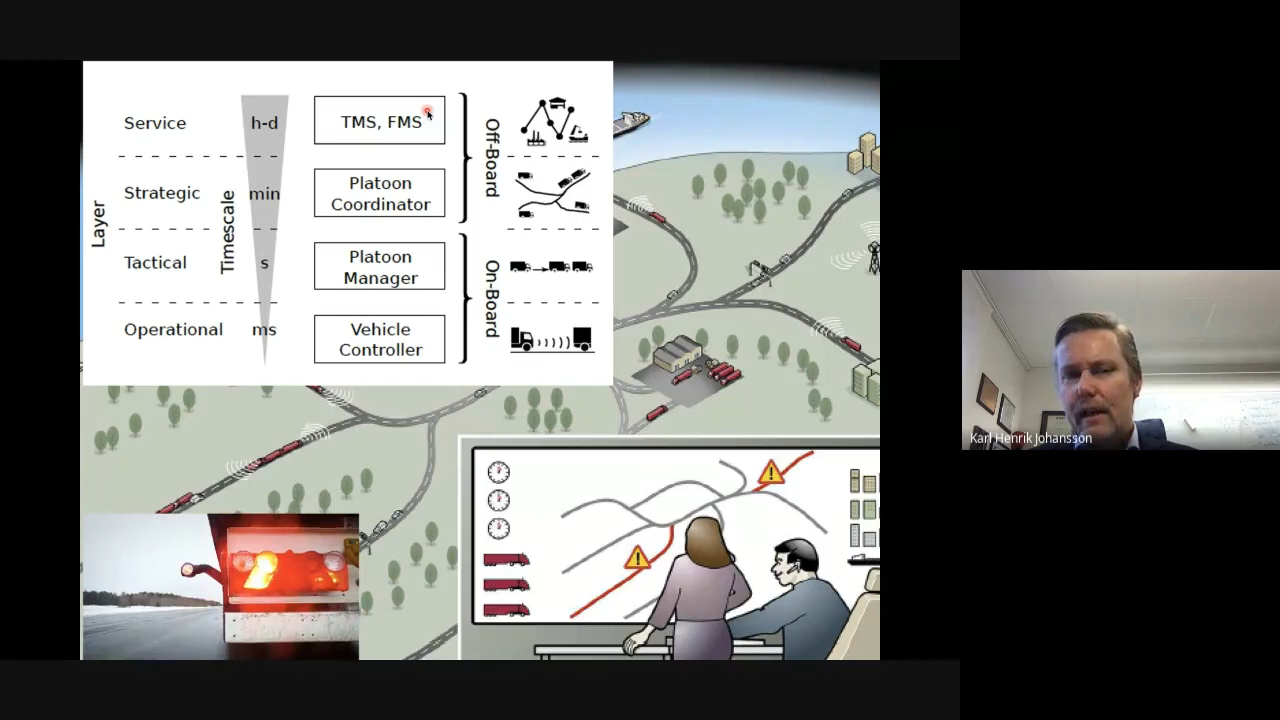 Layer
Timescale
Service
h-d
TMS, FMS
Strategic
min
Platoon
Coordinator
Off-Board
Tactical
s
Platoon
Manager
Operational
ms
Vehicle
Controller
On-Board
!
!
Karl Henrik Johansson